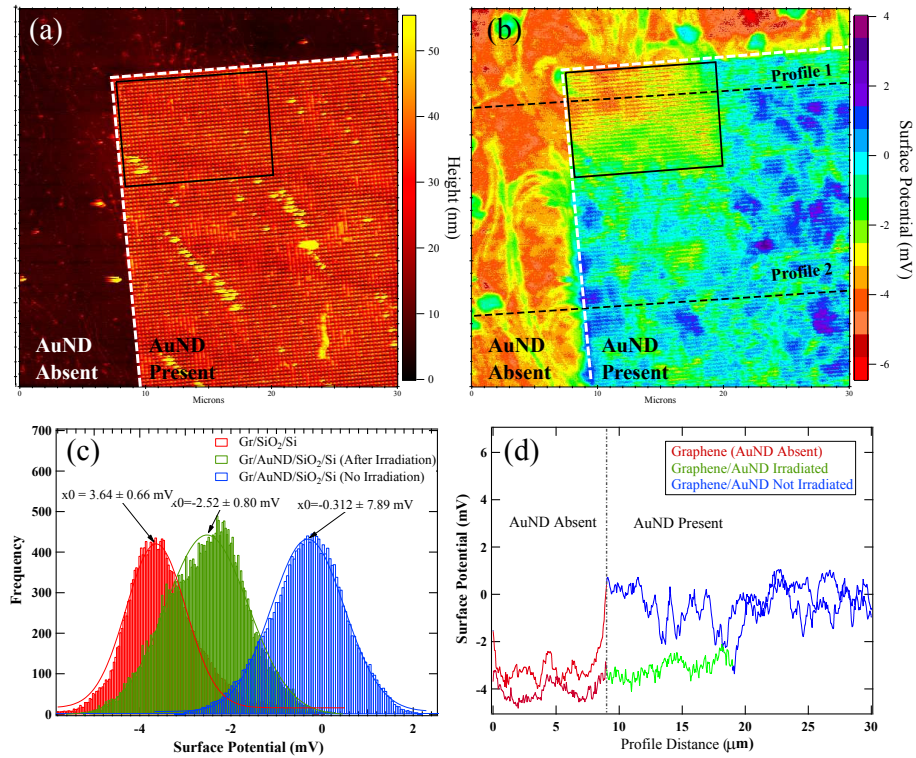 (a)
AuND
Absent
AuND
Present
0
10
20
30
Microns
50
40
30
20
10
0
Height (nm)
(b)
Profile 1
Profile 2
AuND
Absent
AuND
Present
0
10
20
30
Microns
4
2
0
-2
-4
-6
Surface Potential (mV)
(c)
700
600
500
400
300
200
100
0
Frequency
Gr/SiO2/Si
Gr/AuND/SiO2/Si (After Irradiation)
Gr/AuND/SiO2/Si (No Irradiation)
x0 = 3.64 ± 0.66 mV
x0=-2.52 ± 0.80 mV
x0=-0.312 ± 7.89 mV
-4
-2
0
2
Surface Potential (mV)
(d)
Graphene (AuND Absent)
Graphene/AuND Irradiated
Graphene/AuND Not Irradiated
AuND Absent
AuND Present
6
4
2
0
-2
-4
Surface Potential (mV)
0
5
10
15
20
25
30
Profile Distance (μm)